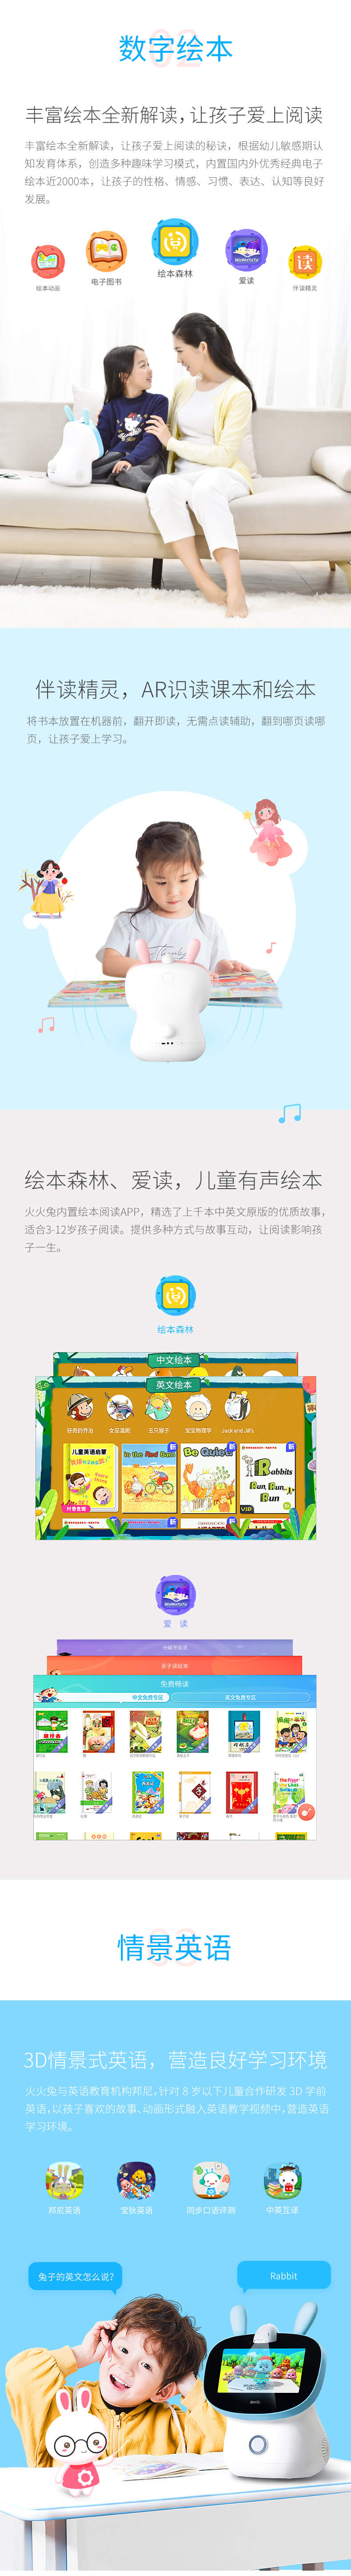 02
数字绘本
丰富绘本全新解读，让孩子爱上阅读
丰富绘本全新解读，让孩子爱上阅读的秘诀，根据幼儿敏感期认
知发育体系，创造多种趣味学习模式，内置国内外优秀经典电子
绘本近2000本，让孩子的性格、情感、习惯、表达、认知等良好
发展。
绘本动画
电子图书
绘本森林
爱读
读
伴读精灵
伴读精灵，AR识读课本和绘本
将书本放置在机器前，翻开即读，无需点读辅助，翻到哪页读哪
页，让孩子爱上学习。
绘本森林、爱读，儿童有声绘本
火火兔内置绘本阅读APP，精选了上千本中英文原版的优质故事，
适合3-12岁孩子阅读。提供多种方式与故事互动，让阅读影响孩
子一生。
绘本森林
中文绘本
英文绘本
好奇的乔治
女巫温妮
五只猴子
宝宝物理学
Jack and Jill's
儿童英语启蒙
In the Red Barn
Be Quiet
Rabbits
Run, Run,
Run
VIP
新
爱 读
亲子读绘本
免费畅读
中文免费专区
英文免费专区
03
情景英语
3D情景式英语，营造良好学习环境
火火兔与英语教育机构邦尼，针对 8 岁以下儿童合作研发 3D 学前
英语，以孩子喜欢的故事、动画形式融入英语教学视频中，营造英语
学习环境。
邦尼英语
宝狄英语
同步口语评测
中英互译
兔子的英文怎么说?
Rabbit